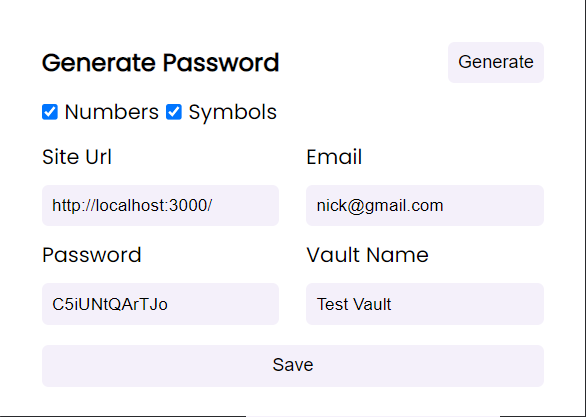 Generate Password Generate
Numbers Symbols
Site Url Email
http://localhost:3000/ nick@gmail.com
Password Vault Name
C5iUNtQArTJo Test Vault
Save